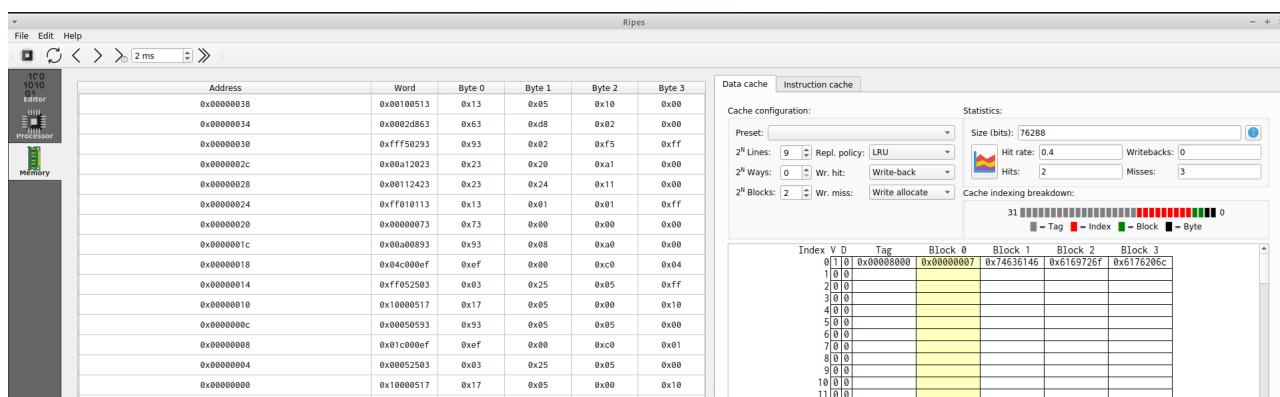 Ripes
File Edit Help
2 ms
Editor
Processor
Memory
Address Word Byte 0 Byte 1 Byte 2 Byte 3
0x00000038 0x00100513 0x13 0x05 0x10 0x00
0x00000034 0x0002d863 0x63 0xd8 0x02 0x00
0x00000030 0xfff50293 0x93 0x02 0xf5 0xff
0x0000002c 0x00a12023 0x23 0x20 0xa1 0x00
0x00000028 0x00112423 0x23 0x24 0x11 0x00
0x00000024 0xff010113 0x13 0x01 0x01 0xff
0x00000020 0x00000073 0x73 0x00 0x00 0x00
0x0000001c 0x00a00893 0x93 0x08 0xa0 0x00
0x00000018 0x04c000ef 0xef 0x00 0xc0 0x04
0x00000014 0xff052503 0x03 0x25 0x05 0xff
0x00000010 0x10000517 0x17 0x05 0x00 0x10
0x0000000c 0x00050593 0x93 0x05 0x05 0x00
0x00000008 0x01c000ef 0xef 0x00 0xc0 0x01
0x00000004 0x00052503 0x03 0x25 0x05 0x00
0x00000000 0x10000517 0x17 0x05 0x00 0x10
Data cache Instruction cache
Cache configuration:
Preset:
2^N Lines: 9 Repl. policy: LRU
2^N Ways: 0 Wr. hit: Write-back
2^N Blocks: 2 Wr. miss: Write allocate
Statistics:
Size (bits): 76288
Hit rate: 0.4 Writebacks: 0
Hits: 2 Misses: 3
Cache indexing breakdown:
31 0
= Tag = Index = Block = Byte
Index V D Tag Block 0 Block 1 Block 2 Block 3
0 1 0 0x00008000 0x00000007 0x74636146 0x6169726f 0x6176206c
1 0 0
2 0 0
3 0 0
4 0 0
5 0 0
6 0 0
7 0 0
8 0 0
9 0 0
10 0 0
11 0 0